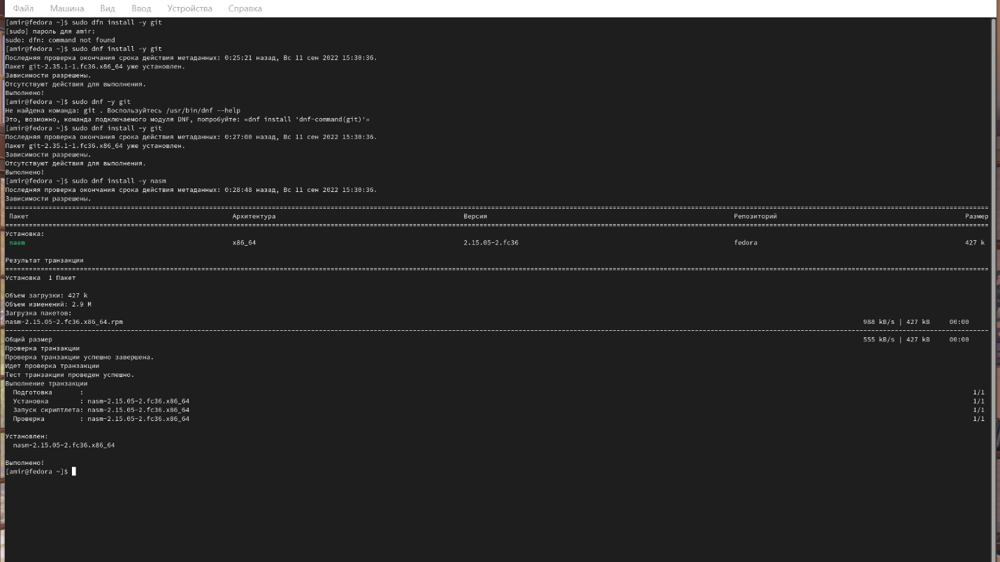 Файл Машина Вид Ввод Устройства Справка
[amir@fedora ~]$ sudo dfn install -y git
[sudo] пароль для amir:
sudo: dfn: command not found
[amir@fedora ~]$ sudo dnf install -y git
Последняя проверка окончания срока действия метаданных: 0:25:21 назад, Вс 11 сен 2022 15:30:36.
Пакет git-2.35.1-1.fc36.x86_64 уже установлен.
Зависимости разрешены.
Отсутствуют действия для выполнения.
Выполнено!
[amir@fedora ~]$ sudo dnf -y git
Не найдена команда: git . Воспользуйтесь /usr/bin/dnf --help
Это, возможно, команда подключаемого модуля DNF, попробуйте: «dnf install 'dnf-command(git)'»
[amir@fedora ~]$ sudo dnf install -y git
Последняя проверка окончания срока действия метаданных: 0:27:00 назад, Вс 11 сен 2022 15:30:36.
Пакет git-2.35.1-1.fc36.x86_64 уже установлен.
Зависимости разрешены.
Отсутствуют действия для выполнения.
Выполнено!
[amir@fedora ~]$ sudo dnf install -y nasm
Последняя проверка окончания срока действия метаданных: 0:28:48 назад, Вс 11 сен 2022 15:30:36.
Зависимости разрешены.
Пакет Архитектура Версия Репозиторий Размер
Установка:
nasm x86_64 2.15.05-2.fc36 fedora 427 k
Результат транзакции
Установка 1 Пакет
Объем загрузки: 427 k
Объем изменений: 2.9 M
Загрузка пакетов:
nasm-2.15.05-2.fc36.x86_64.rpm 988 kB/s | 427 kB 00:00
Общий размер 555 kB/s | 427 kB 00:00
Проверка транзакции
Проверка транзакции успешно завершена.
Идет проверка транзакции
Тест транзакции проведен успешно.
Выполнение транзакции
Подготовка : 1/1
Установка : nasm-2.15.05-2.fc36.x86_64 1/1
Запуск скриптлета: nasm-2.15.05-2.fc36.x86_64 1/1
Проверка : nasm-2.15.05-2.fc36.x86_64 1/1
Установлен:
nasm-2.15.05-2.fc36.x86_64
Выполнено!
[amir@fedora ~]$